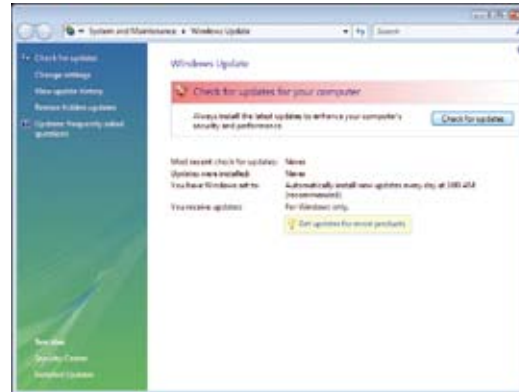 System and Maintenance ▸ Windows Update
Search
Check for updates
Change settings
View update history
Restore hidden updates
Updates: frequently asked
questions
Windows Update
Check for updates for your computer
Always install the latest updates to enhance your computer's
security and performance.
Check for updates
Most recent check for updates: Never
Updates were installed: Never
You have Windows set to: Automatically install new updates every day at 3:00 AM
(recommended)
You receive updates: For Windows only.
Get updates for more products
See also
Security Center
Installed Updates